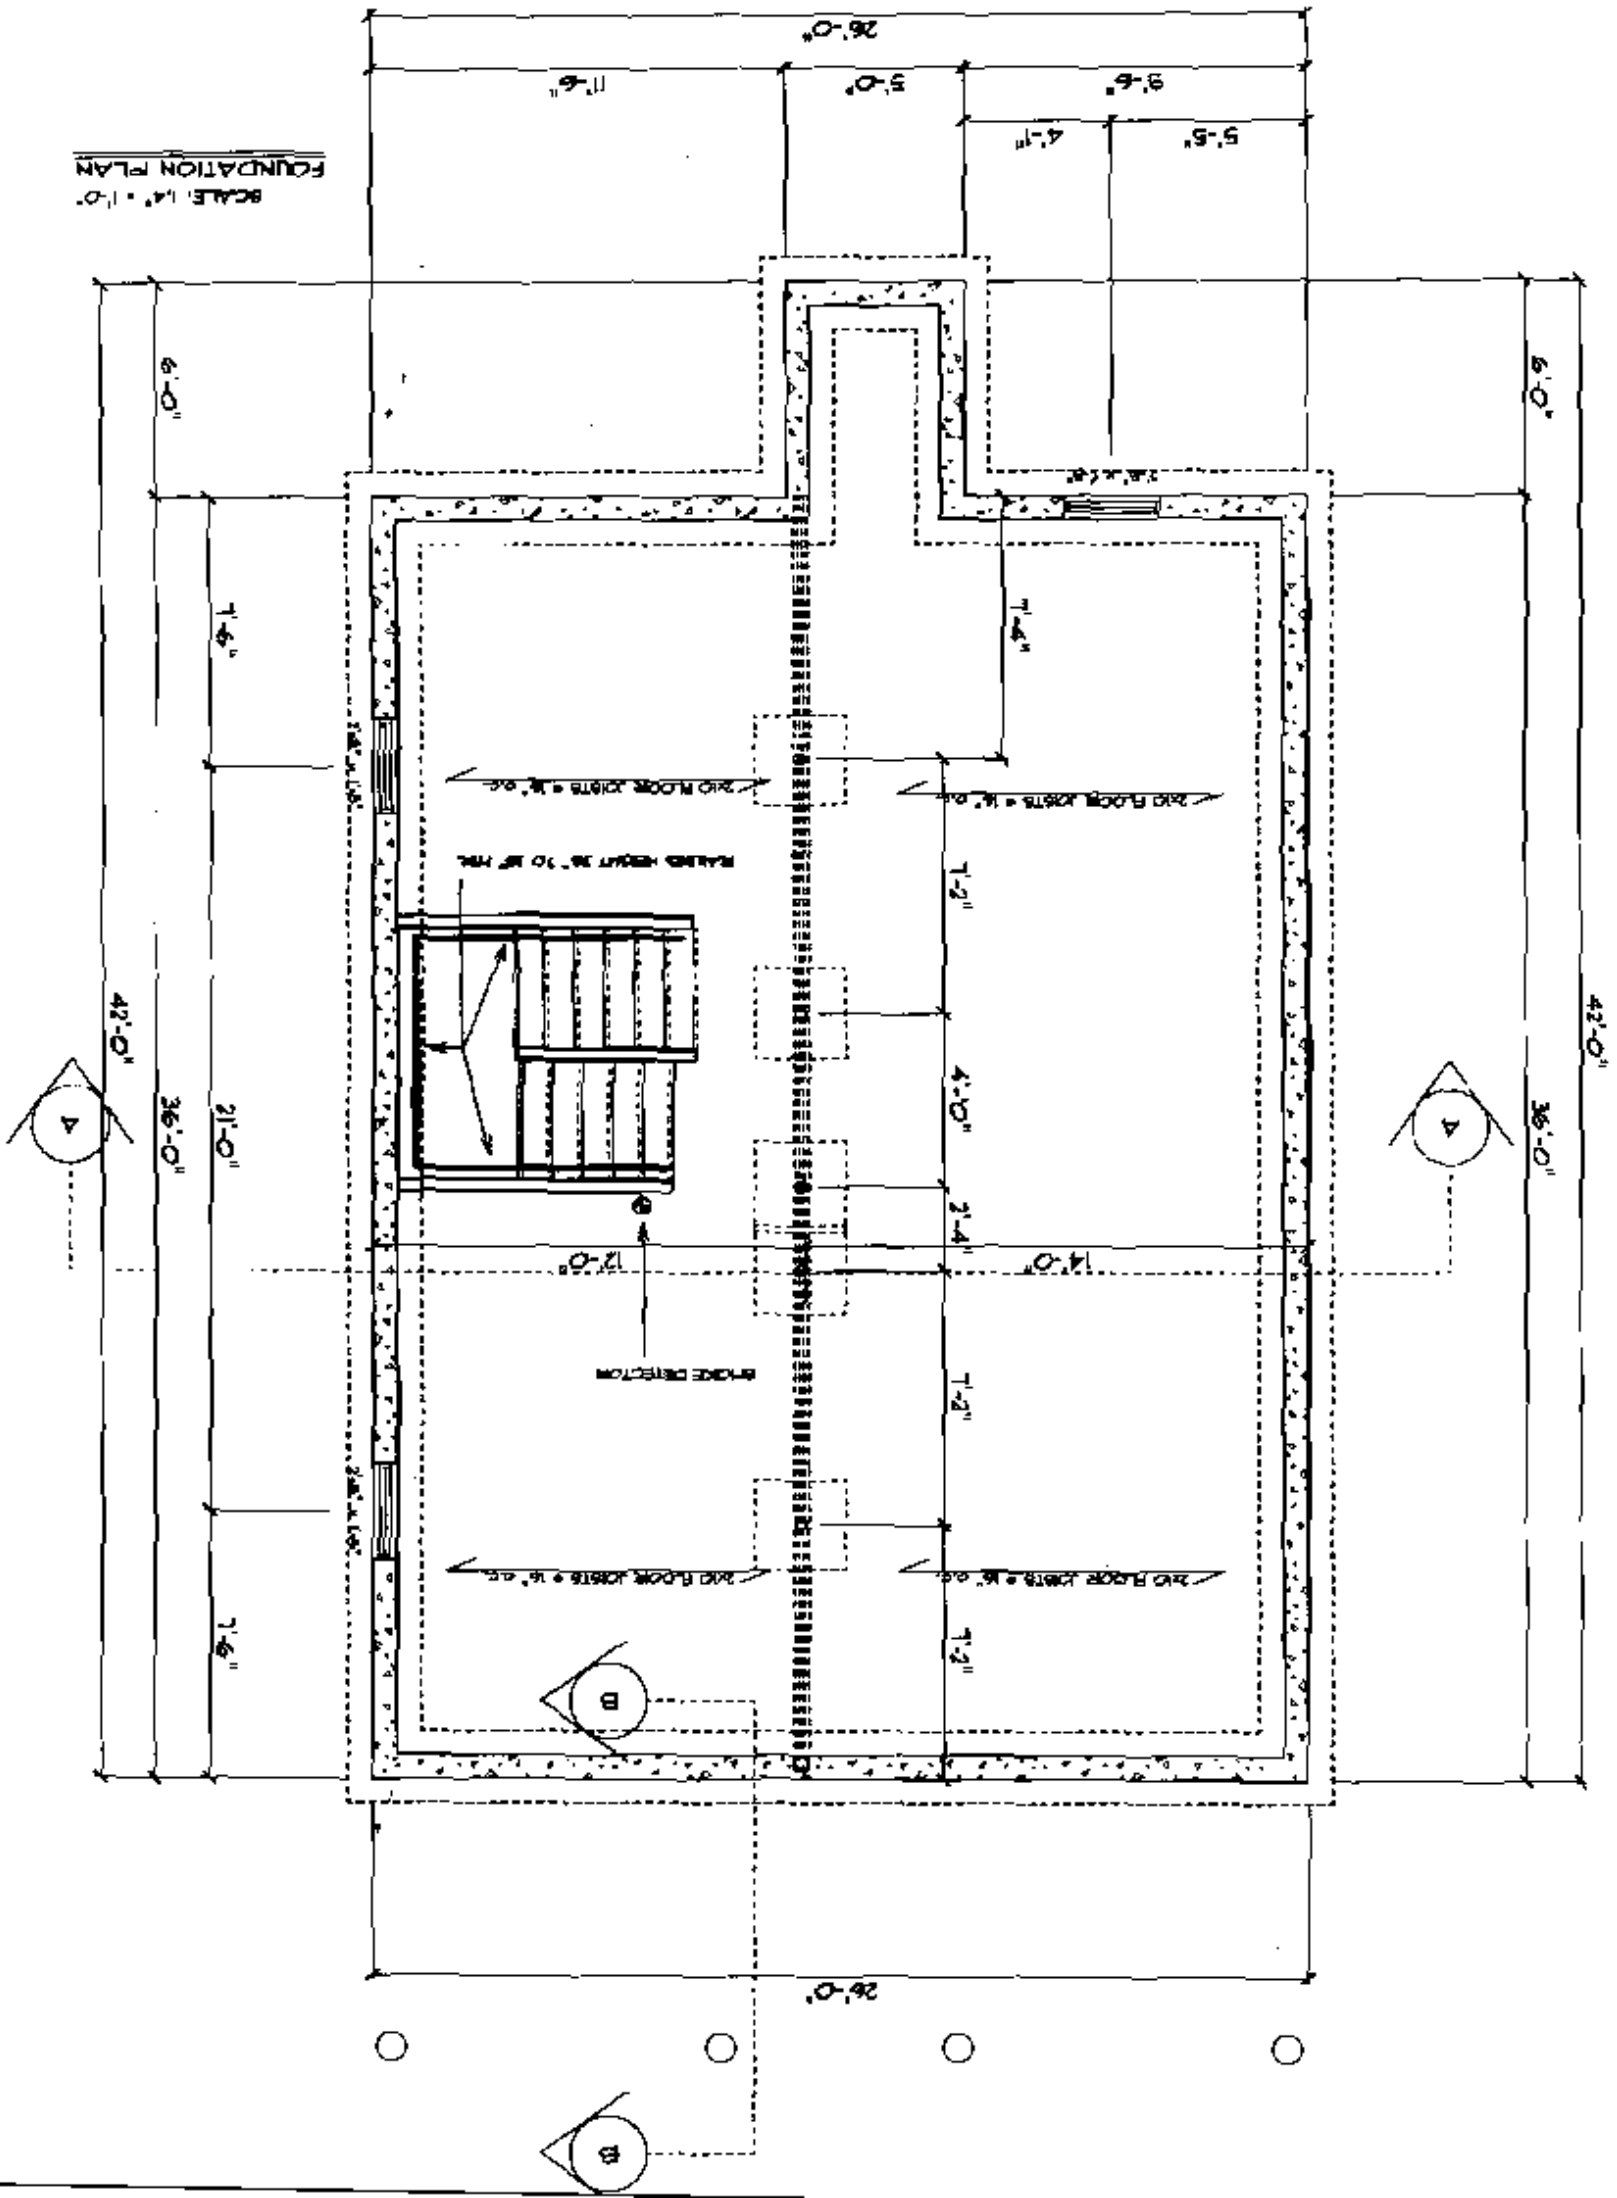 FOUNDATION PLAN
SCALE: 1/4" = 1'-0"
26'-0"
11'-6"
5'-0"
9'-6"
4'-1"
5'-5"
6'-0"
6'-0"
7'-6"
7'-4"
2X10 FLOOR JOISTS @ 16" O.C.
2X10 FLOOR JOISTS @ 16" O.C.
7'-2"
42'-0"
36'-0"
21'-0"
4'-0"
42'-0"
36'-0"
A
A
2'-4"
12'-0"
14'-0"
SMOKE DETECTOR
7'-2"
2X10 FLOOR JOISTS @ 16" O.C.
2X10 FLOOR JOISTS @ 16" O.C.
7'-6"
7'-2"
B
26'-0"
B